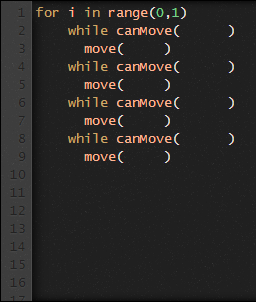 1 for i in range(0,1)
2     while canMove(      )
3       move(     )
4     while canMove(      )
5       move(     )
6     while canMove(      )
7       move(     )
8     while canMove(      )
9       move(     )
10
11
12
13
14
15
16
17